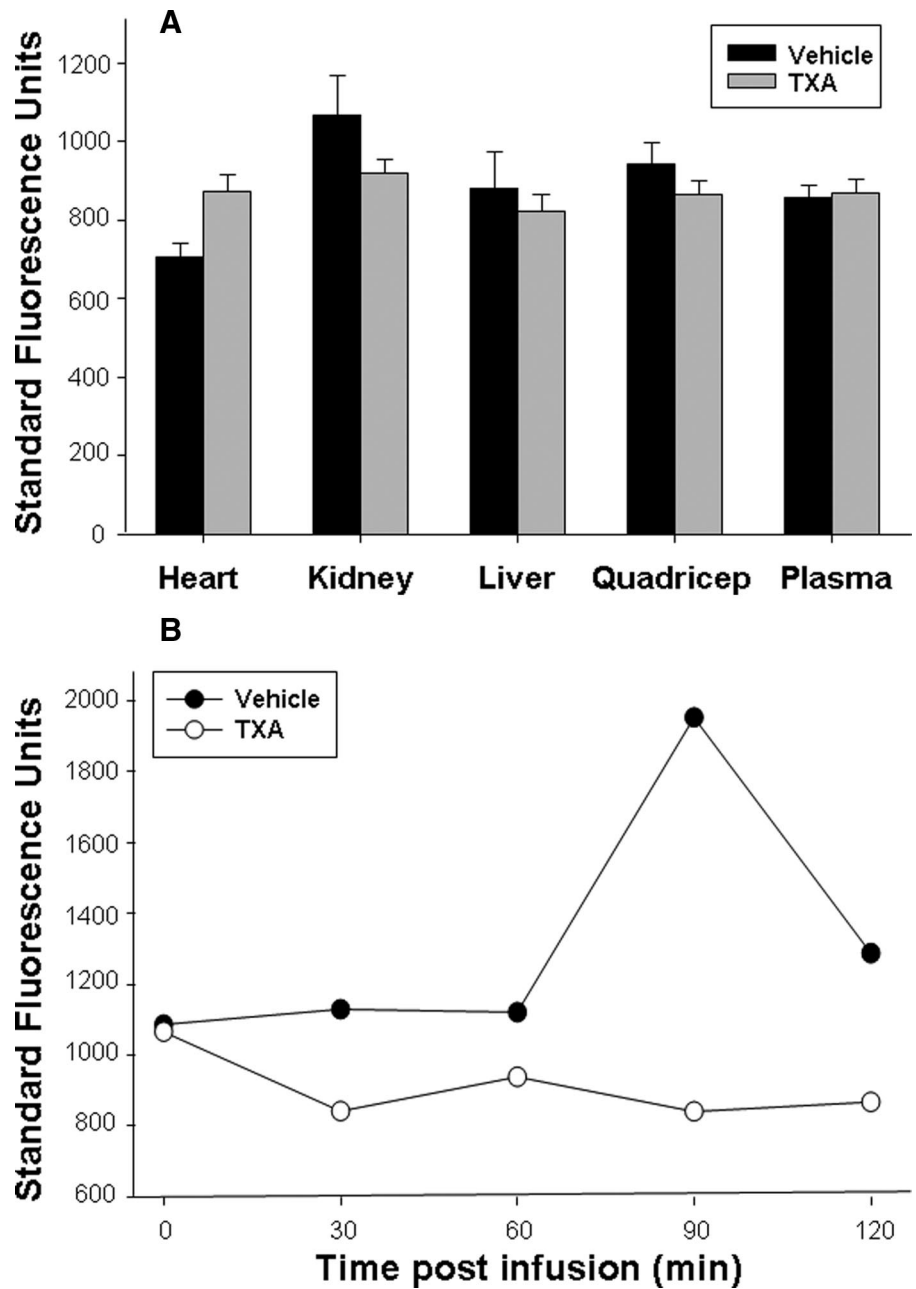 A
Standard Fluorescence Units
1200
1000
800
600
400
200
0
Vehicle
TXA
Heart Kidney Liver Quadricep Plasma
B
Standard Fluorescence Units
2000
1800
1600
1400
1200
1000
800
600
Vehicle
TXA
0 30 60 90 120
Time post infusion (min)